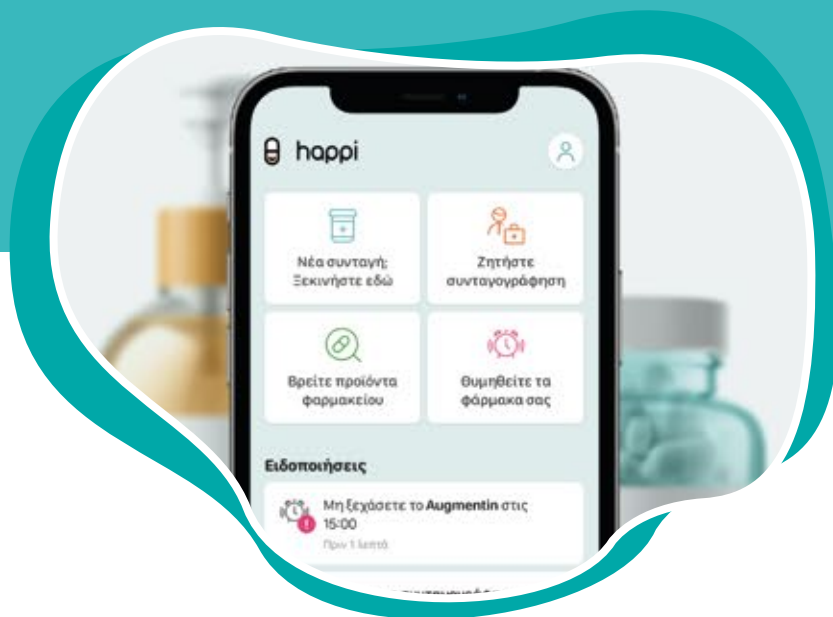 happi
Νέα συνταγή;
Ξεκινήστε εδώ
Ζητήστε
συνταγογράφηση
Βρείτε προϊόντα
φαρμακείου
Θυμηθείτε τα
φάρμακα σας
Ειδοποιήσεις
Μη ξεχάσετε το Augmentin στις
15:00
Πριν 1 λεπτό